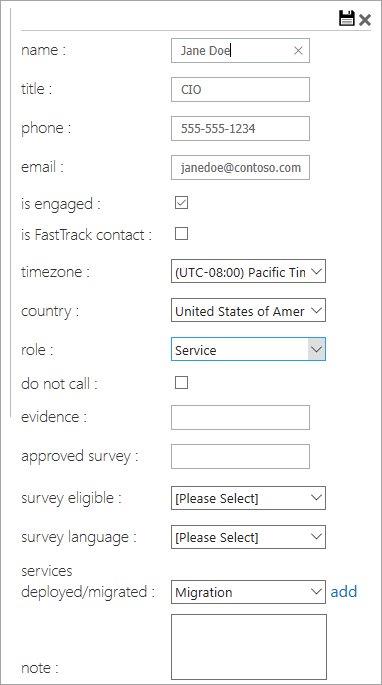 name : Jane Doe
title : CIO
phone : 555-555-1234
email : janedoe@contoso.com
is engaged :
is FastTrack contact :
timezone : (UTC-08:00) Pacific Tin
country : United States of Amer
role : Service
do not call :
evidence :
approved survey :
survey eligible : [Please Select]
survey language : [Please Select]
services
deployed/migrated : Migration add
note :